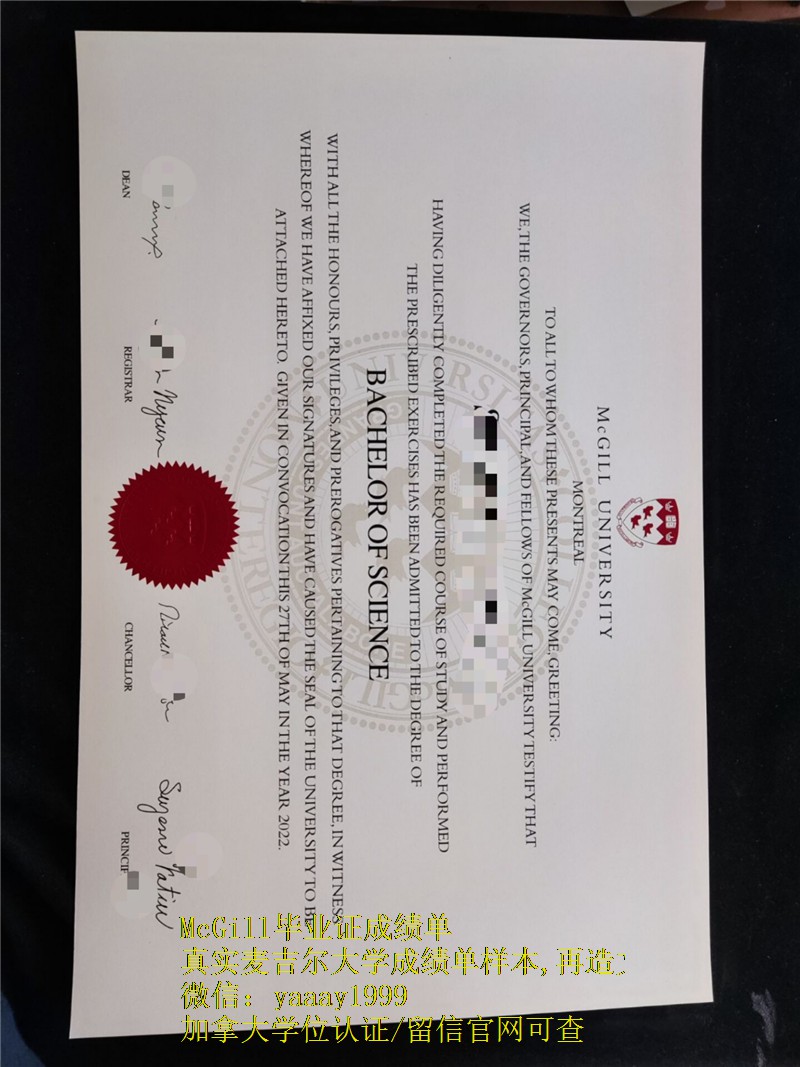 McGILL UNIVERSITY
MONTREAL
TO ALL TO WHOM THESE PRESENTS MAY COME, GREETING:
WE, THE GOVERNORS, PRINCIPAL, AND FELLOWS OF McGILL UNIVERSITY TESTIFY THAT
HAVING DILIGENTLY COMPLETED THE REQUIRED COURSE OF STUDY AND PERFORMED
THE PRESCRIBED EXERCISES HAS BEEN ADMITTED TO THE DEGREE OF
BACHELOR OF SCIENCE
WITH ALL THE HONOURS, PRIVILEGES, AND PREROGATIVES PERTAINING TO THAT DEGREE, IN WITNESS
WHEREOF WE HAVE AFFIXED OUR SIGNATURES AND HAVE CAUSED THE SEAL OF THE UNIVERSITY TO BE
ATTACHED HERETO, GIVEN IN CONVOCATION THIS 27TH OF MAY IN THE YEAR 2022.
DEAN
REGISTRAR
CHANCELLOR
McGill毕业证成绩单
真实麦吉尔大学成绩单样本,再造
微信: yaaay1999
加拿大学位认证/留信官网可查